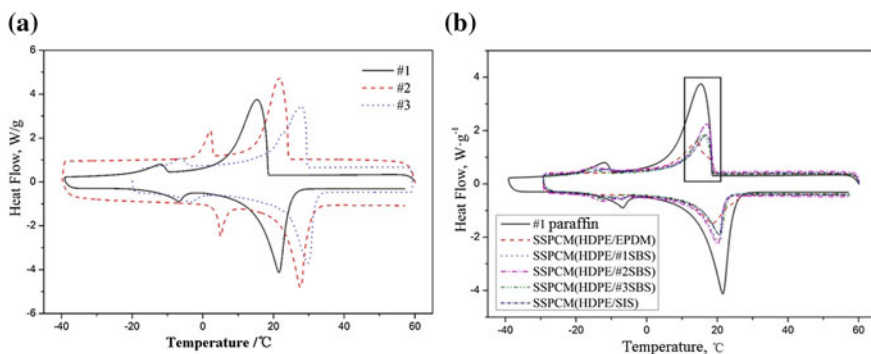 (a)
6
4
2
0
-2
-4
-6
Heat Flow, W/g
-40
-20
0
20
40
60
Temperature /℃
#1
#2
#3
(b)
4
2
0
-2
-4
Heat Flow, W·g-1
-40
-20
0
20
40
60
Temperature, ℃
#1 paraffin
SSPCM(HDPE/EPDM)
SSPCM(HDPE/#1SBS)
SSPCM(HDPE/#2SBS)
SSPCM(HDPE/#3SBS)
SSPCM(HDPE/SIS)